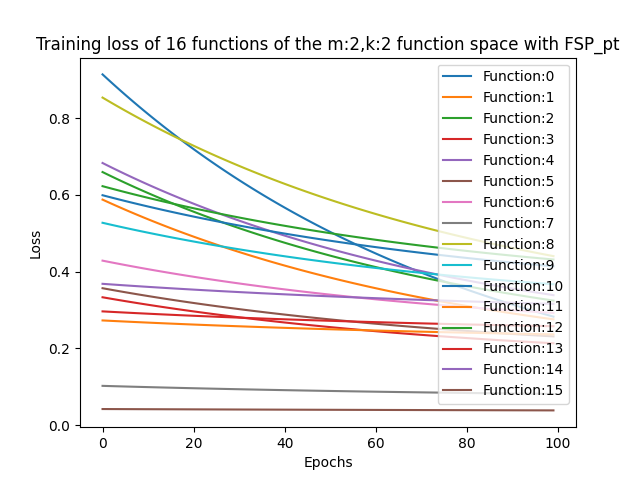 Training loss of 16 functions of the m:2,k:2 function space with FSP_pt
Function:0
Function:1
Function:2
Function:3
Function:4
Function:5
Function:6
Function:7
Function:8
Function:9
Function:10
Function:11
Function:12
Function:13
Function:14
Function:15
Loss
0.8
0.6
0.4
0.2
0.0
0 20 40 60 80 100
Epochs